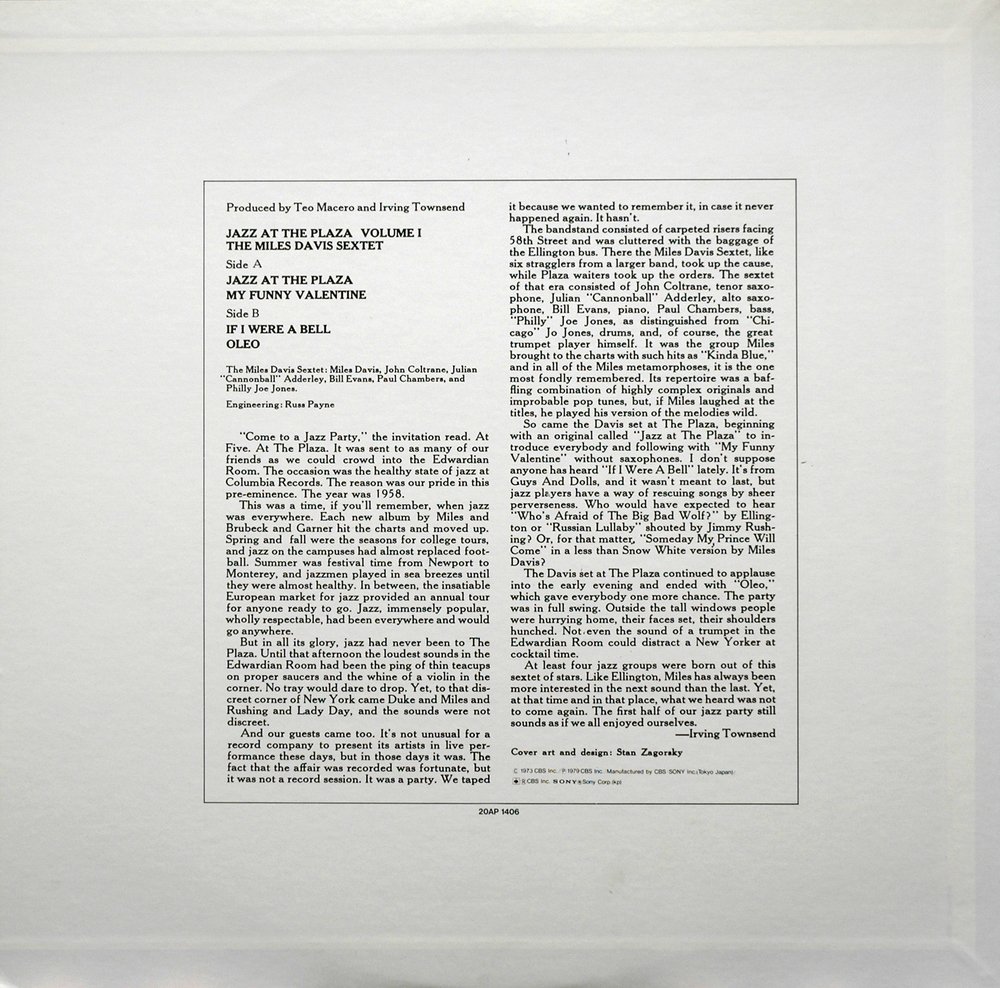 Produced by Teo Macero and Irving Townsend
JAZZ AT THE PLAZA VOLUME I
THE MILES DAVIS SEXTET
Side A
JAZZ AT THE PLAZA
MY FUNNY VALENTINE
Side B
IF I WERE A BELL
OLEO
The Miles Davis Sextet: Miles Davis, John Coltrane, Julian
"Cannonball" Adderley, Bill Evans, Paul Chambers, and
Philly Joe Jones.
Engineering: Russ Payne
"Come to a Jazz Party," the invitation read. At
Five. At The Plaza. It was sent to as many of our
friends as we could crowd into the Edwardian
Room. The occasion was the healthy state of jazz at
Columbia Records. The reason was our pride in this
pre-eminence. The year was 1958.
This was a time, if you'll remember, when jazz
was everywhere. Each new album by Miles and
Brubeck and Garner hit the charts and moved up.
Spring and fall were the seasons for college tours,
and jazz on the campuses had almost replaced foot-
ball. Summer was festival time from Newport to
Monterey, and jazzmen played in sea breezes until
they were almost healthy. In between, the insatiable
European market for jazz provided an annual tour
for anyone ready to go. Jazz, immensely popular,
wholly respectable, had been everywhere and would
go anywhere.
But in all its glory, jazz had never been to The
Plaza. Until that afternoon the loudest sounds in the
Edwardian Room had been the ping of thin teacups
on proper saucers and the whine of a violin in the
corner. No tray would dare to drop. Yet, to that dis-
creet corner of New York came Duke and Miles and
Rushing and Lady Day, and the sounds were not
discreet.
And our guests came too. It's not unusual for a
record company to present its artists in live per-
formance these days, but in those days it was. The
fact that the affair was recorded was fortunate, but
it was not a record session. It was a party. We taped
it because we wanted to remember it, in case it never
happened again. It hasn't.
The bandstand consisted of carpeted risers facing
58th Street and was cluttered with the baggage of
the Ellington bus. There the Miles Davis Sextet, like
six stragglers from a larger band, took up the cause,
while Plaza waiters took up the orders. The sextet
of that era consisted of John Coltrane, tenor saxo-
phone, Julian "Cannonball" Adderley, alto saxo-
phone, Bill Evans, piano, Paul Chambers, bass,
"Philly" Joe Jones, as distinguished from "Chi-
cago" Jo Jones, drums, and, of course, the great
trumpet player himself. It was the group Miles
brought to the charts with such hits as "Kinda Blue,"
and in all of the Miles metamorphoses, it is the one
most fondly remembered. Its repertoire was a baf-
fling combination of highly complex originals and
improbable pop tunes, but, if Miles laughed at the
titles, he played his version of the melodies wild.
So came the Davis set at The Plaza, beginning
with an original called "Jazz at The Plaza" to in-
troduce everybody and following with "My Funny
Valentine" without saxophones. I don't suppose
anyone has heard "If I Were A Bell" lately. It's from
Guys And Dolls, and it wasn't meant to last, but
jazz players have a way of rescuing songs by sheer
perverseness. Who would have expected to hear
"Who's Afraid of The Big Bad Wolf?" by Elling-
ton or "Russian Lullaby" shouted by Jimmy Rush-
ing? Or, for that matter, "Someday My Prince Will
Come" in a less than Snow White version by Miles
Davis?
The Davis set at The Plaza continued to applause
into the early evening and ended with "Oleo,"
which gave everybody one more chance. The party
was in full swing. Outside the tall windows people
were hurrying home, their faces set, their shoulders
hunched. Not even the sound of a trumpet in the
Edwardian Room could distract a New Yorker at
cocktail time.
At least four jazz groups were born out of this
sextet of stars. Like Ellington, Miles has always been
more interested in the next sound than the last. Yet,
at that time and in that place, what we heard was not
to come again. The first half of our jazz party still
sounds as if we all enjoyed ourselves.
—Irving Townsend
Cover art and design: Stan Zagorsky
© 1973 CBS Inc. ℗ 1979 CBS Inc. Manufactured by CBS/SONY Inc. (Tokyo Japan)
® CBS Inc. SONY ® Sony Corp. (kp)
20AP 1406